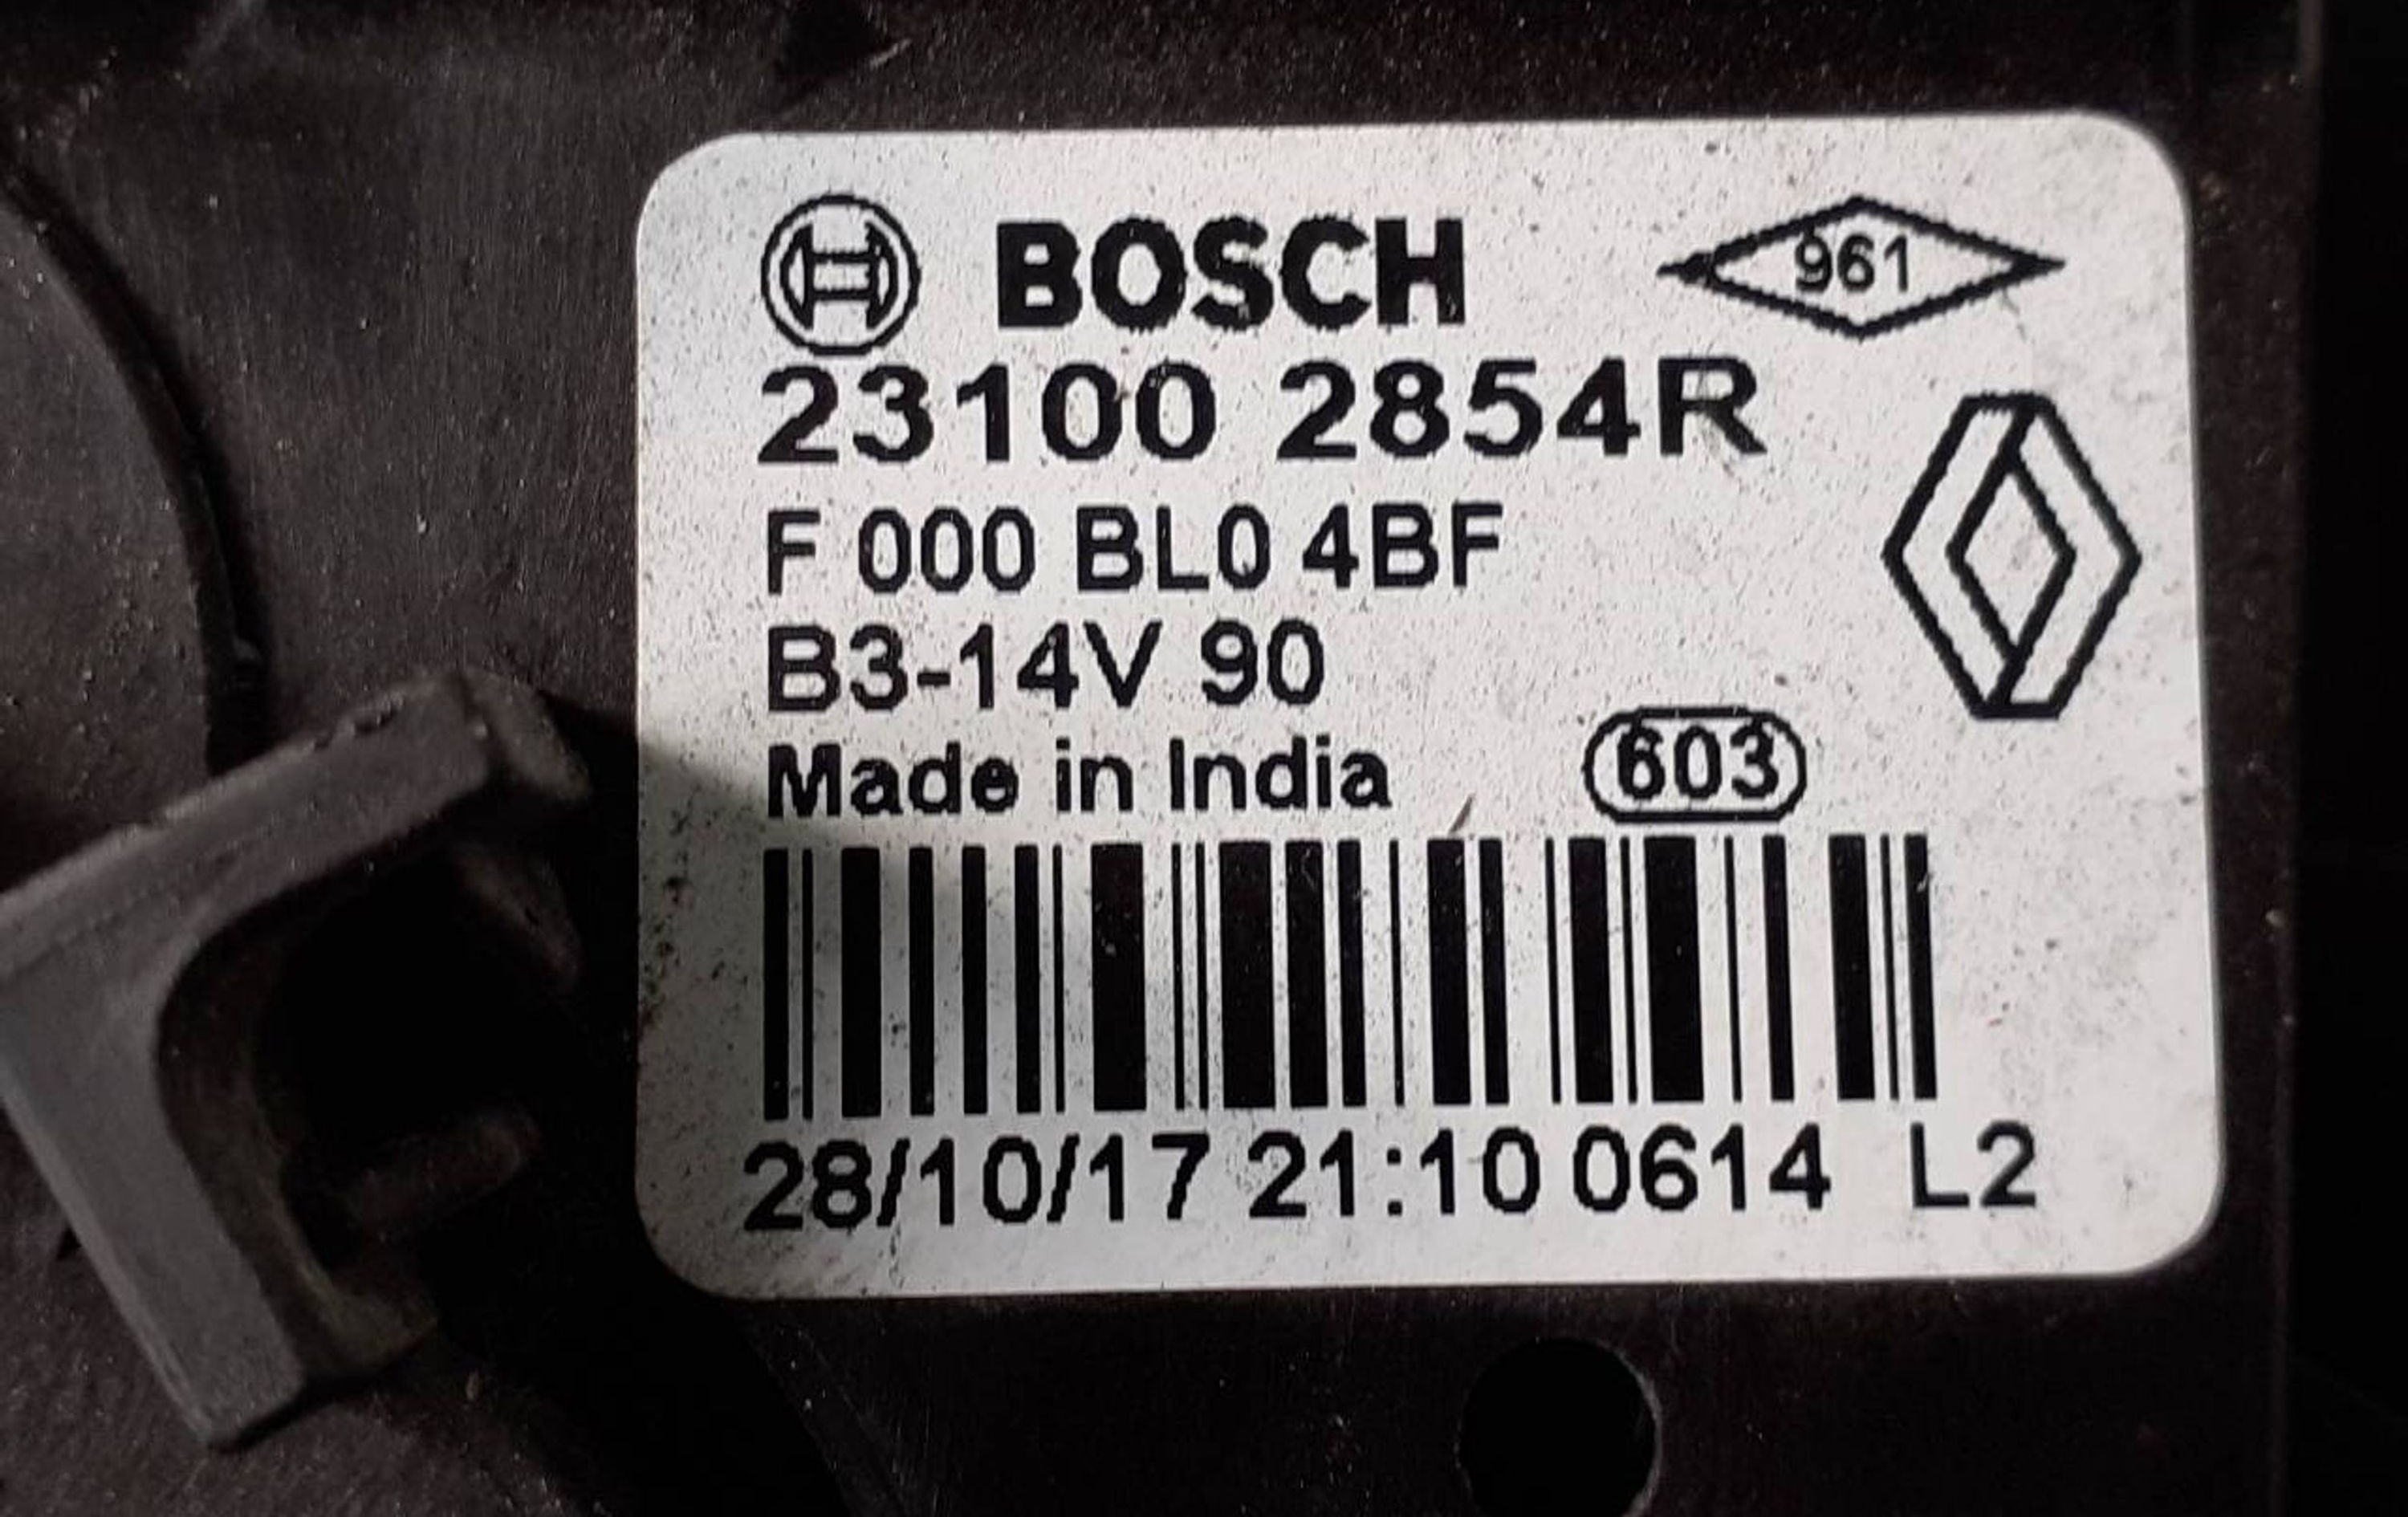 BOSCH 961
23100 2854R
F 000 BL0 4BF
B3-14V 90
Made in India 603
28/10/17 21:10 0614 L2